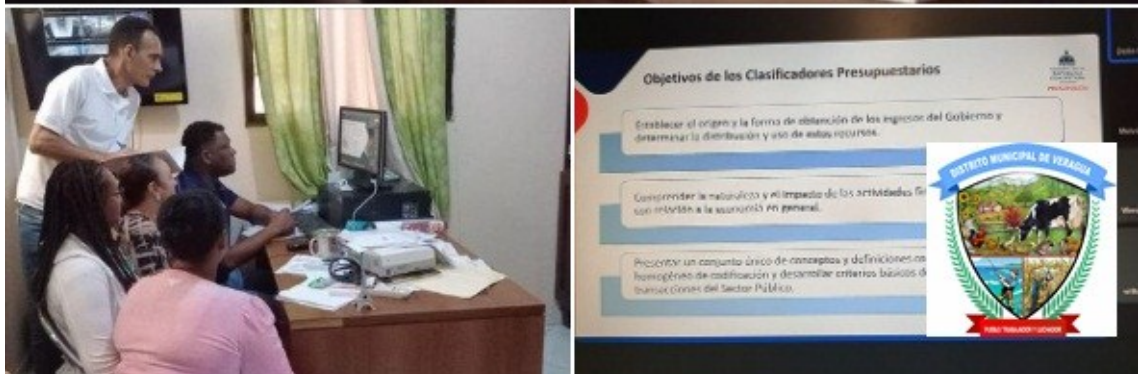 Objetivos de los Clasificadores Presupuestarios
Establecer el origen y la forma de obtención de los ingresos del Gobierno y
determinar la distribución y uso de estos recursos.
Comprender la naturaleza y el impacto de las actividades
con relación a la economía en general.
Presentar un conjunto único de conceptos y definiciones
homogéneo de codificación y desarrollar criterios básicos
transacciones del Sector Público.
DISTRITO MUNICIPAL DE VERAGUA
PUEBLO TRABAJADOR Y LUCHADOR